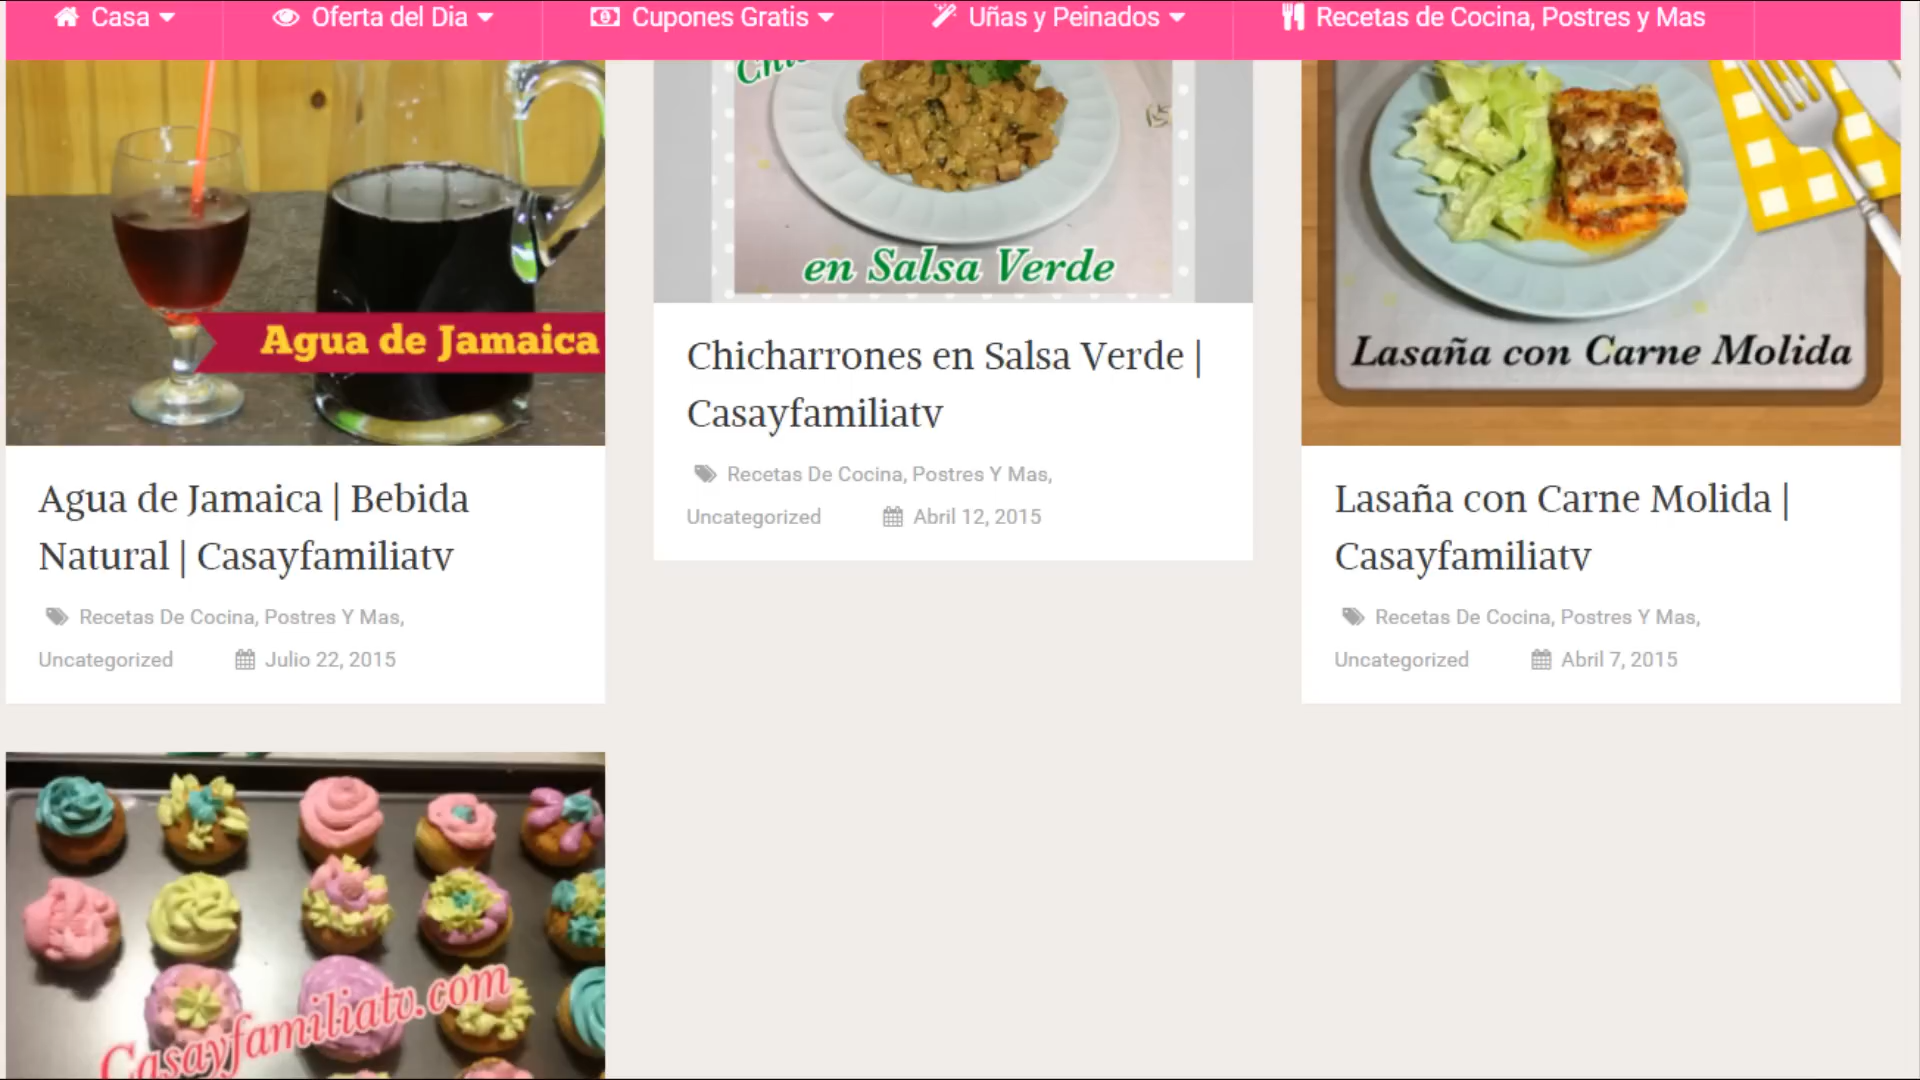 Casa
Oferta del Dia
Cupones Gratis
Uñas y Peinados
Recetas de Cocina, Postres y Mas
Agua de Jamaica
Agua de Jamaica | Bebida
Natural | Casayfamiliatv
Recetas De Cocina, Postres Y Mas,
Uncategorized
Julio 22, 2015
en Salsa Verde
Chicharrones en Salsa Verde |
Casayfamiliatv
Recetas De Cocina, Postres Y Mas,
Uncategorized
Abril 12, 2015
Lasaña con Carne Molida
Lasaña con Carne Molida |
Casayfamiliatv
Recetas De Cocina, Postres Y Mas,
Uncategorized
Abril 7, 2015
Casayfamiliatv.com